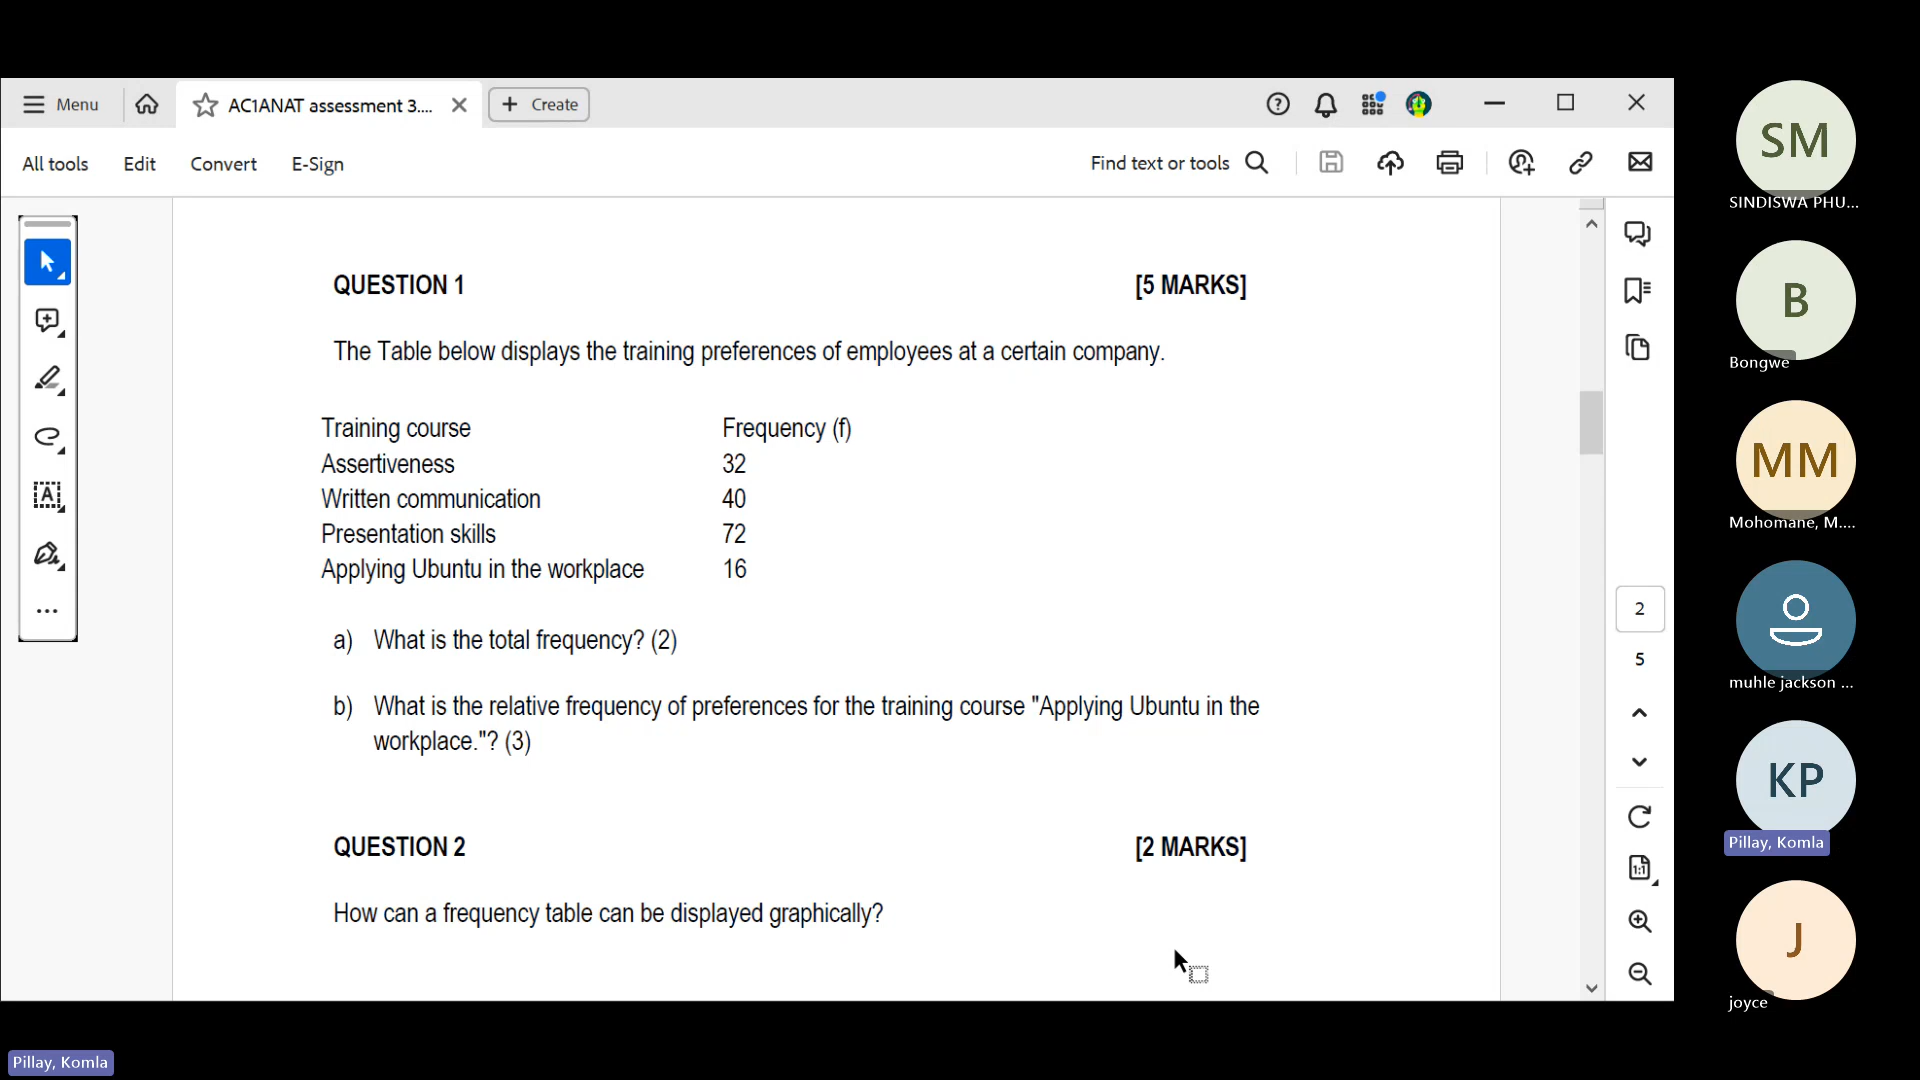 Menu
AC1ANAT assessment 3....
Create
All tools
Edit
Convert
E-Sign
Find text or tools
QUESTION 1 [5 MARKS]
The Table below displays the training preferences of employees at a certain company.
Training course Frequency (f)
Assertiveness 32
Written communication 40
Presentation skills 72
Applying Ubuntu in the workplace 16
a) What is the total frequency? (2)
b) What is the relative frequency of preferences for the training course "Applying Ubuntu in the
workplace."? (3)
QUESTION 2 [2 MARKS]
How can a frequency table can be displayed graphically?
2
5
1:1
A
SM
SINDISWA PHU...
B
Bongwe
MM
Mohomane, M....
muhle jackson ...
KP
Pillay, Komla
J
joyce
Pillay, Komla